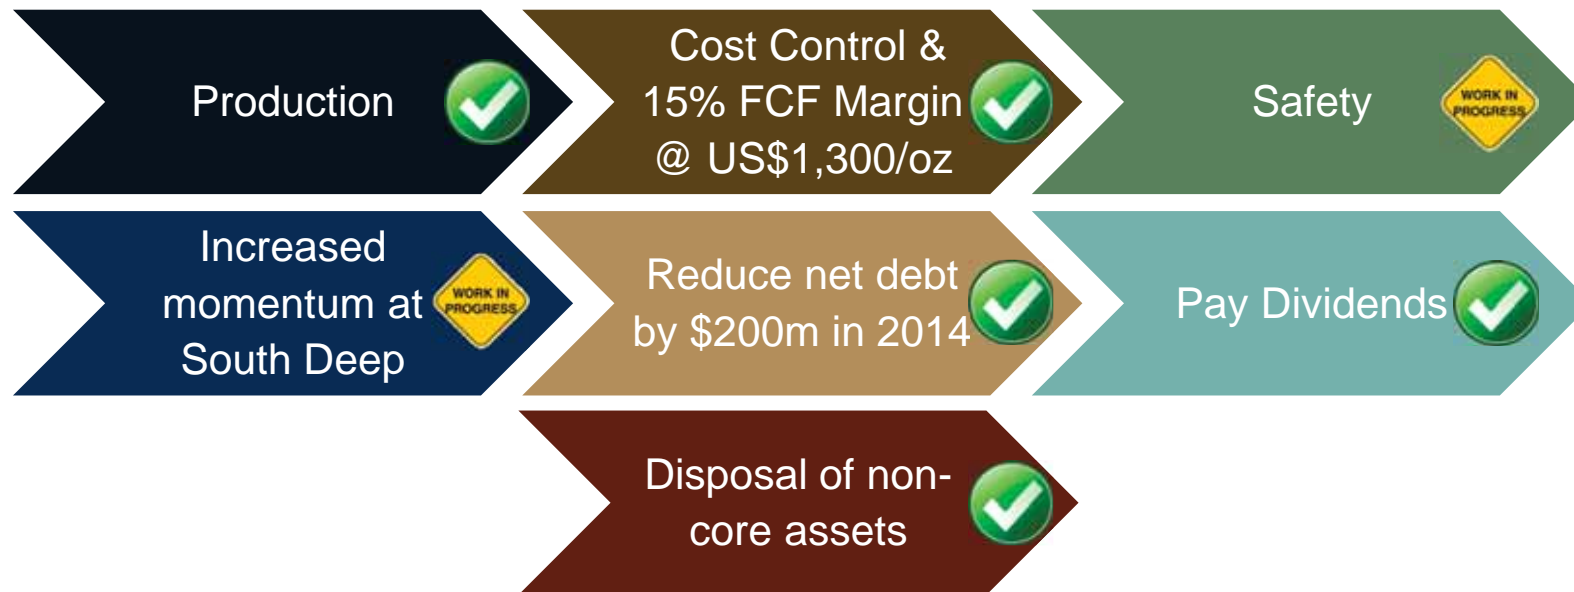 Production
Cost Control &
15% FCF Margin
@ US$1,300/oz
Safety
WORK IN
PROGRESS
Increased
momentum at
South Deep
WORK IN
PROGRESS
Reduce net debt
by $200m in 2014
Pay Dividends
Disposal of non-
core assets